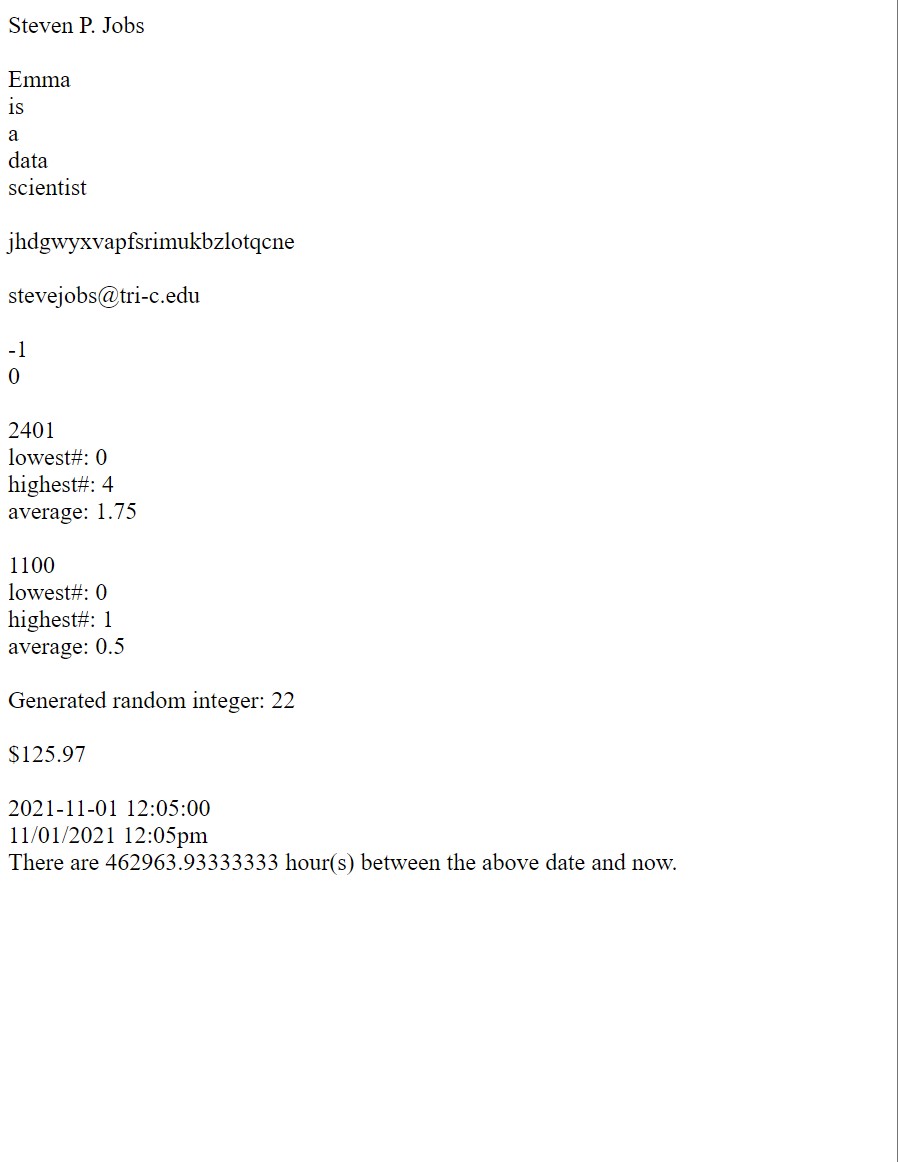 Steven P. Jobs
Emma
is
a
data
scientist
jhdgwyxvapfsrimukbzlotqcne
stevejobs@tri-c.edu
-1
0
2401
lowest#: 0
highest#: 4
average: 1.75
1100
lowest#: 0
highest#: 1
average: 0.5
Generated random integer: 22
$125.97
2021-11-01 12:05:00
11/01/2021 12:05pm
There are 462963.93333333 hour(s) between the above date and now.